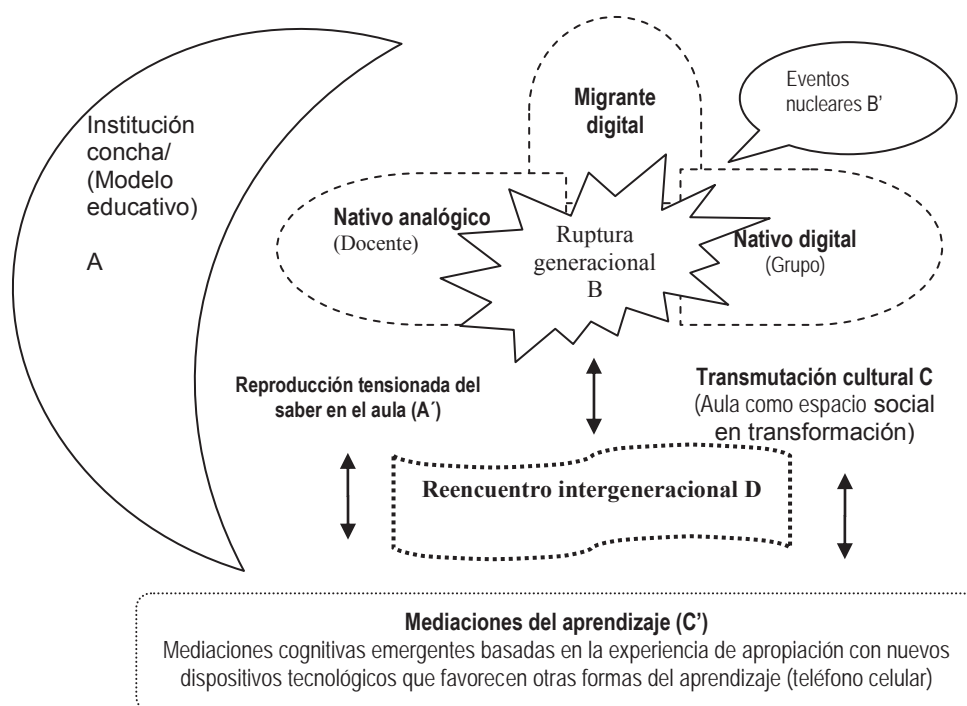 Institución
concha/
(Modelo
educativo)
A
Migrante
digital
Eventos
nucleares B'
Nativo analógico
(Docente)
Ruptura
generacional
B
Nativo digital
(Grupo)
Reproducción tensionada del
saber en el aula (A´)
Transmutación cultural C
(Aula como espacio social
en transformación)
Reencuentro intergeneracional D
Mediaciones del aprendizaje (C’)
Mediaciones cognitivas emergentes basadas en la experiencia de apropiación con nuevos
dispositivos tecnológicos que favorecen otras formas del aprendizaje (teléfono celular)